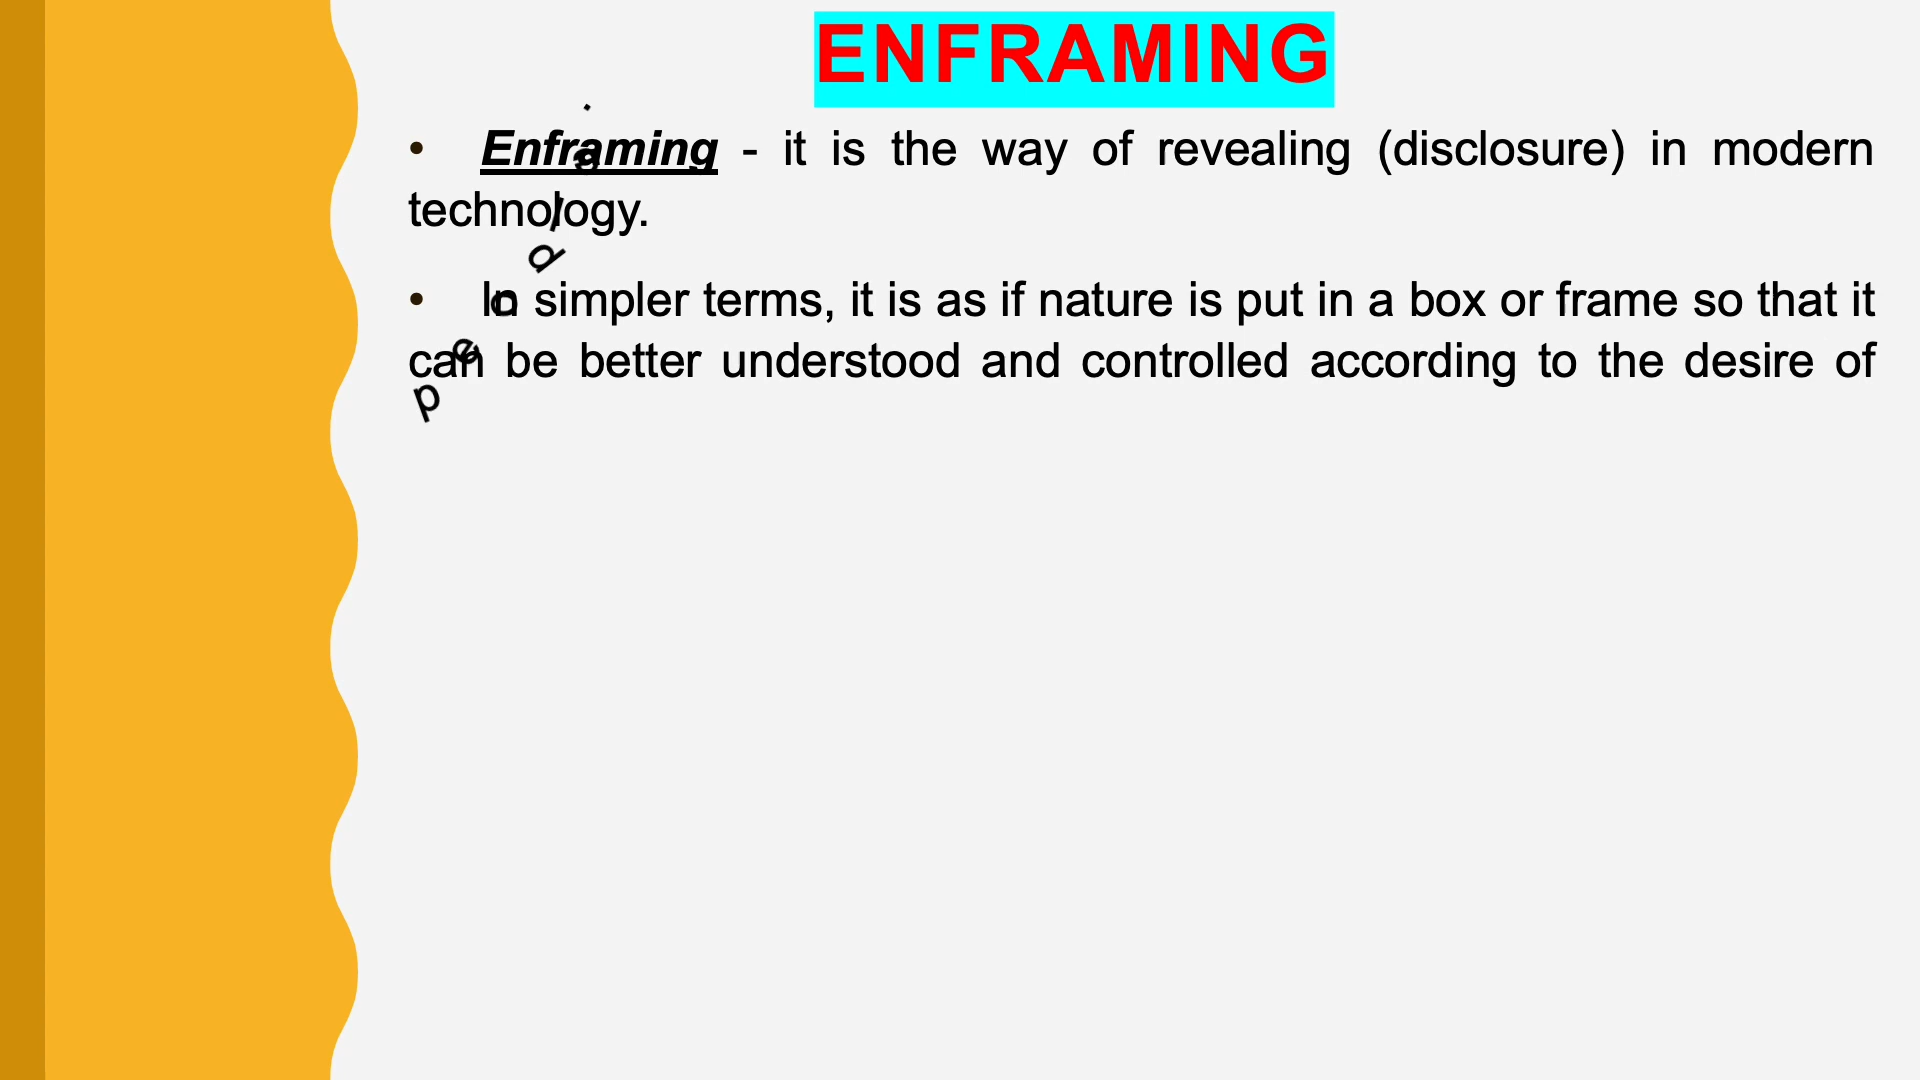 ENFRAMING
• Enframing - it is the way of revealing (disclosure) in modern
technology.
• In simpler terms, it is as if nature is put in a box or frame so that it
can be better understood and controlled according to the desire of
people.